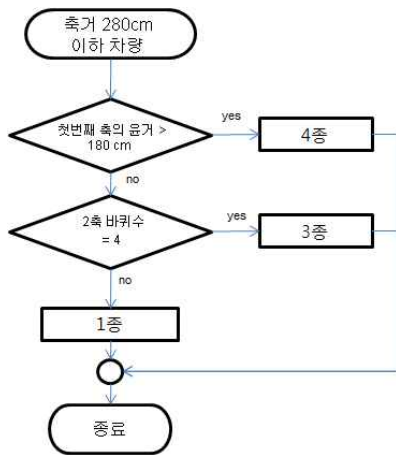 축거 280cm
이하 차량
첫번째 축의 윤거 >
180 cm
yes
4종
no
2축 바퀴수
= 4
yes
3종
no
1종
종료